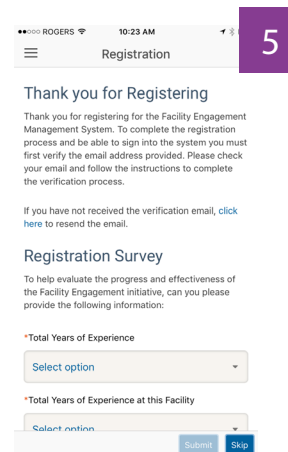 ROGERS 10:23 AM
5
Registration
Thank you for Registering
Thank you for registering for the Facility Engagement
Management System. To complete the registration
process and be able to sign into the system you must
first verify the email address provided. Please check
your email and follow the instructions to complete
the verification process.
If you have not received the verification email, click
here to resend the email.
Registration Survey
To help evaluate the progress and effectiveness of
the Facility Engagement initiative, can you please
provide the following information:
*Total Years of Experience
Select option
*Total Years of Experience at this Facility
Select option
Submit Skip